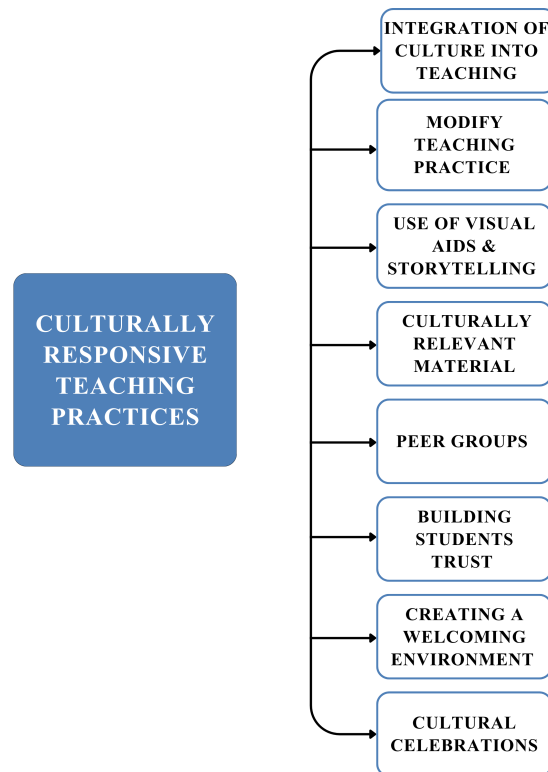 CULTURALLY
RESPONSIVE
TEACHING
PRACTICES
INTEGRATION OF
CULTURE INTO
TEACHING
MODIFY
TEACHING
PRACTICE
USE OF VISUAL
AIDS &
STORYTELLING
CULTURALLY
RELEVANT
MATERIAL
PEER GROUPS
BUILDING
STUDENTS
TRUST
CREATING A
WELCOMING
ENVIRONMENT
CULTURAL
CELEBRATIONS